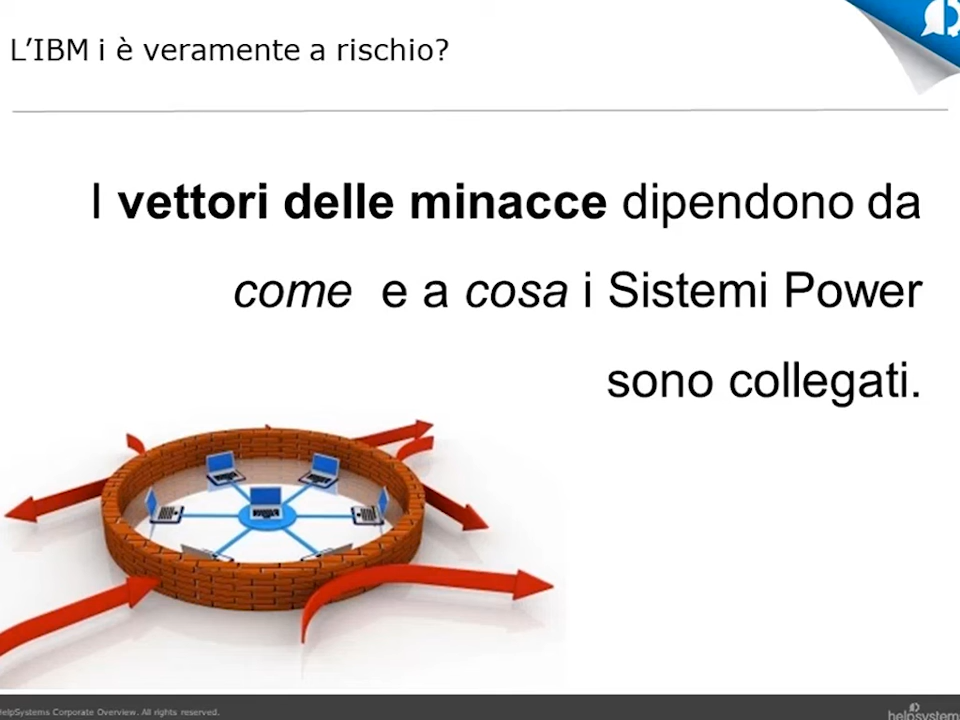 L’IBM i è veramente a rischio?
I vettori delle minacce dipendono da
come e a cosa i Sistemi Power
sono collegati.
HelpSystems Corporate Overview. All rights reserved.
helpsystems